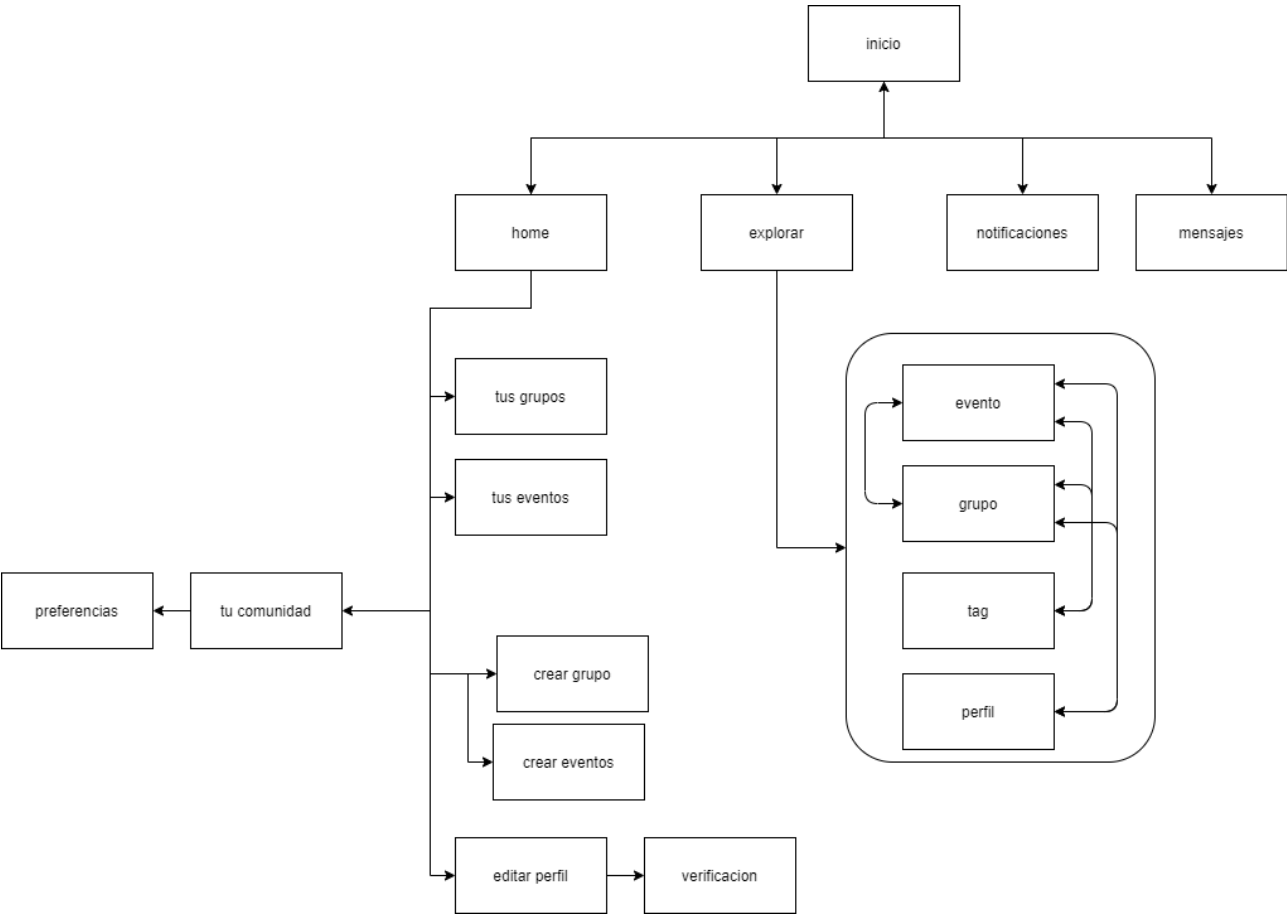 inicio
home
explorar
notificaciones
mensajes
tus grupos
tus eventos
preferencias
tu comunidad
crear grupo
crear eventos
editar perfil
verificacion
evento
grupo
tag
perfil